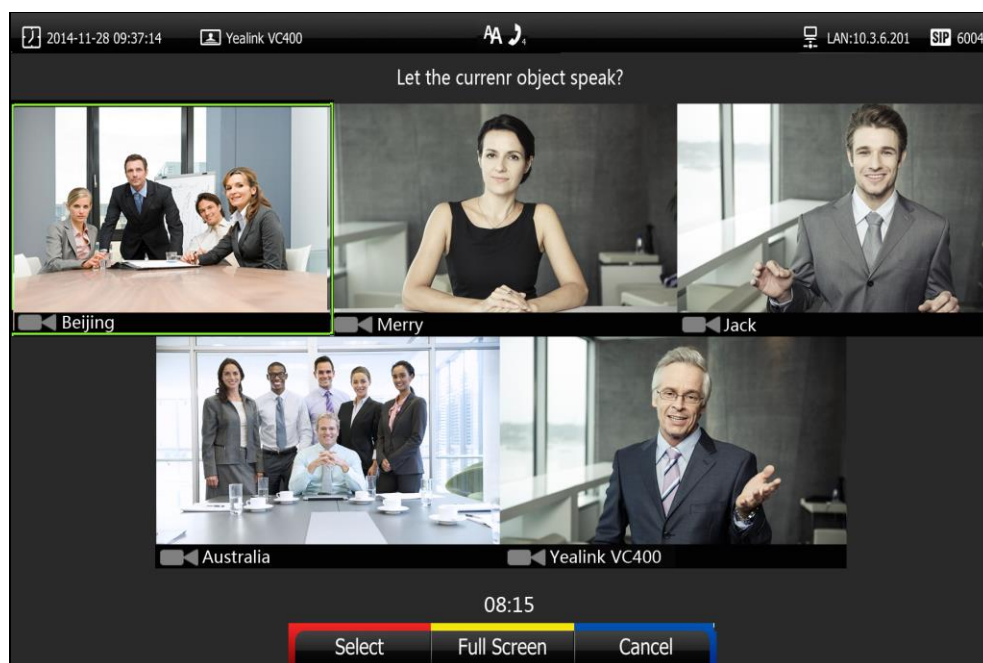 2014-11-28 09:37:14 Yealink VC400 AA 4 LAN:10.3.6.201 SIP 6004
Let the currenr object speak?
Beijing
Merry
Jack
Australia
Yealink VC400
08:15
Select Full Screen Cancel